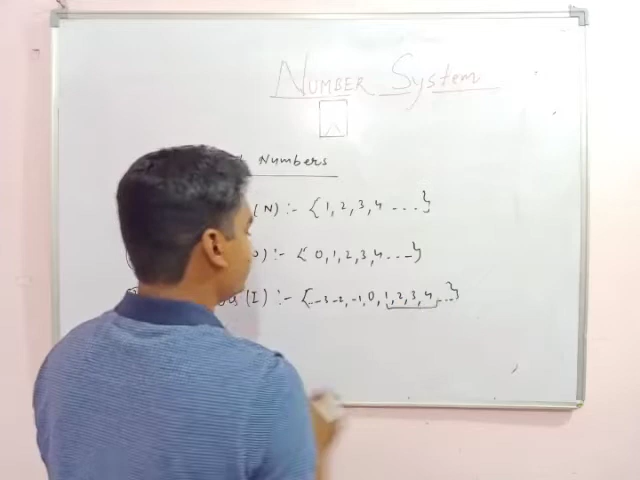 Number System
Numbers
(N) :- { 1, 2, 3, 4 ....}
) :- { 0, 1, 2, 3, 4 ....}
(I) :- {..-3 -2, -1, 0, 1, 2, 3, 4 ...}